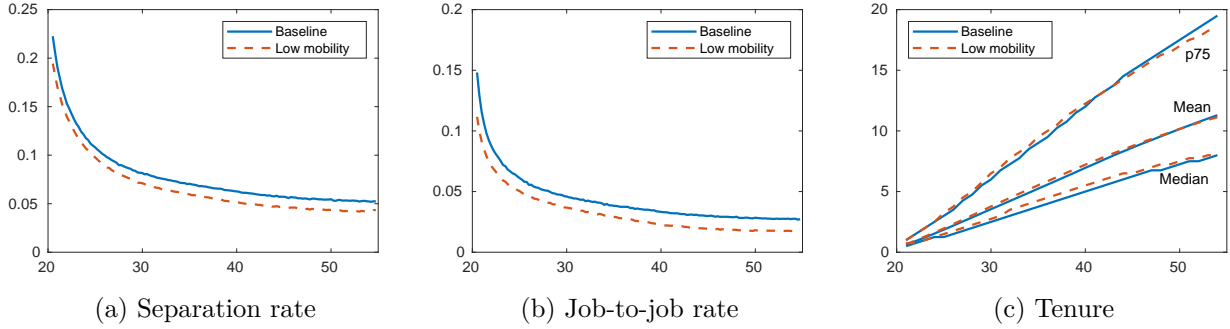 0.25
0.2
0.15
0.1
0.05
0
20 30 40 50
Baseline
Low mobility
(a) Separation rate
0.2
0.15
0.1
0.05
0
20 30 40 50
Baseline
Low mobility
(b) Job-to-job rate
20
15
10
5
0
20 30 40 50
Baseline
Low mobility
p75
Mean
Median
(c) Tenure